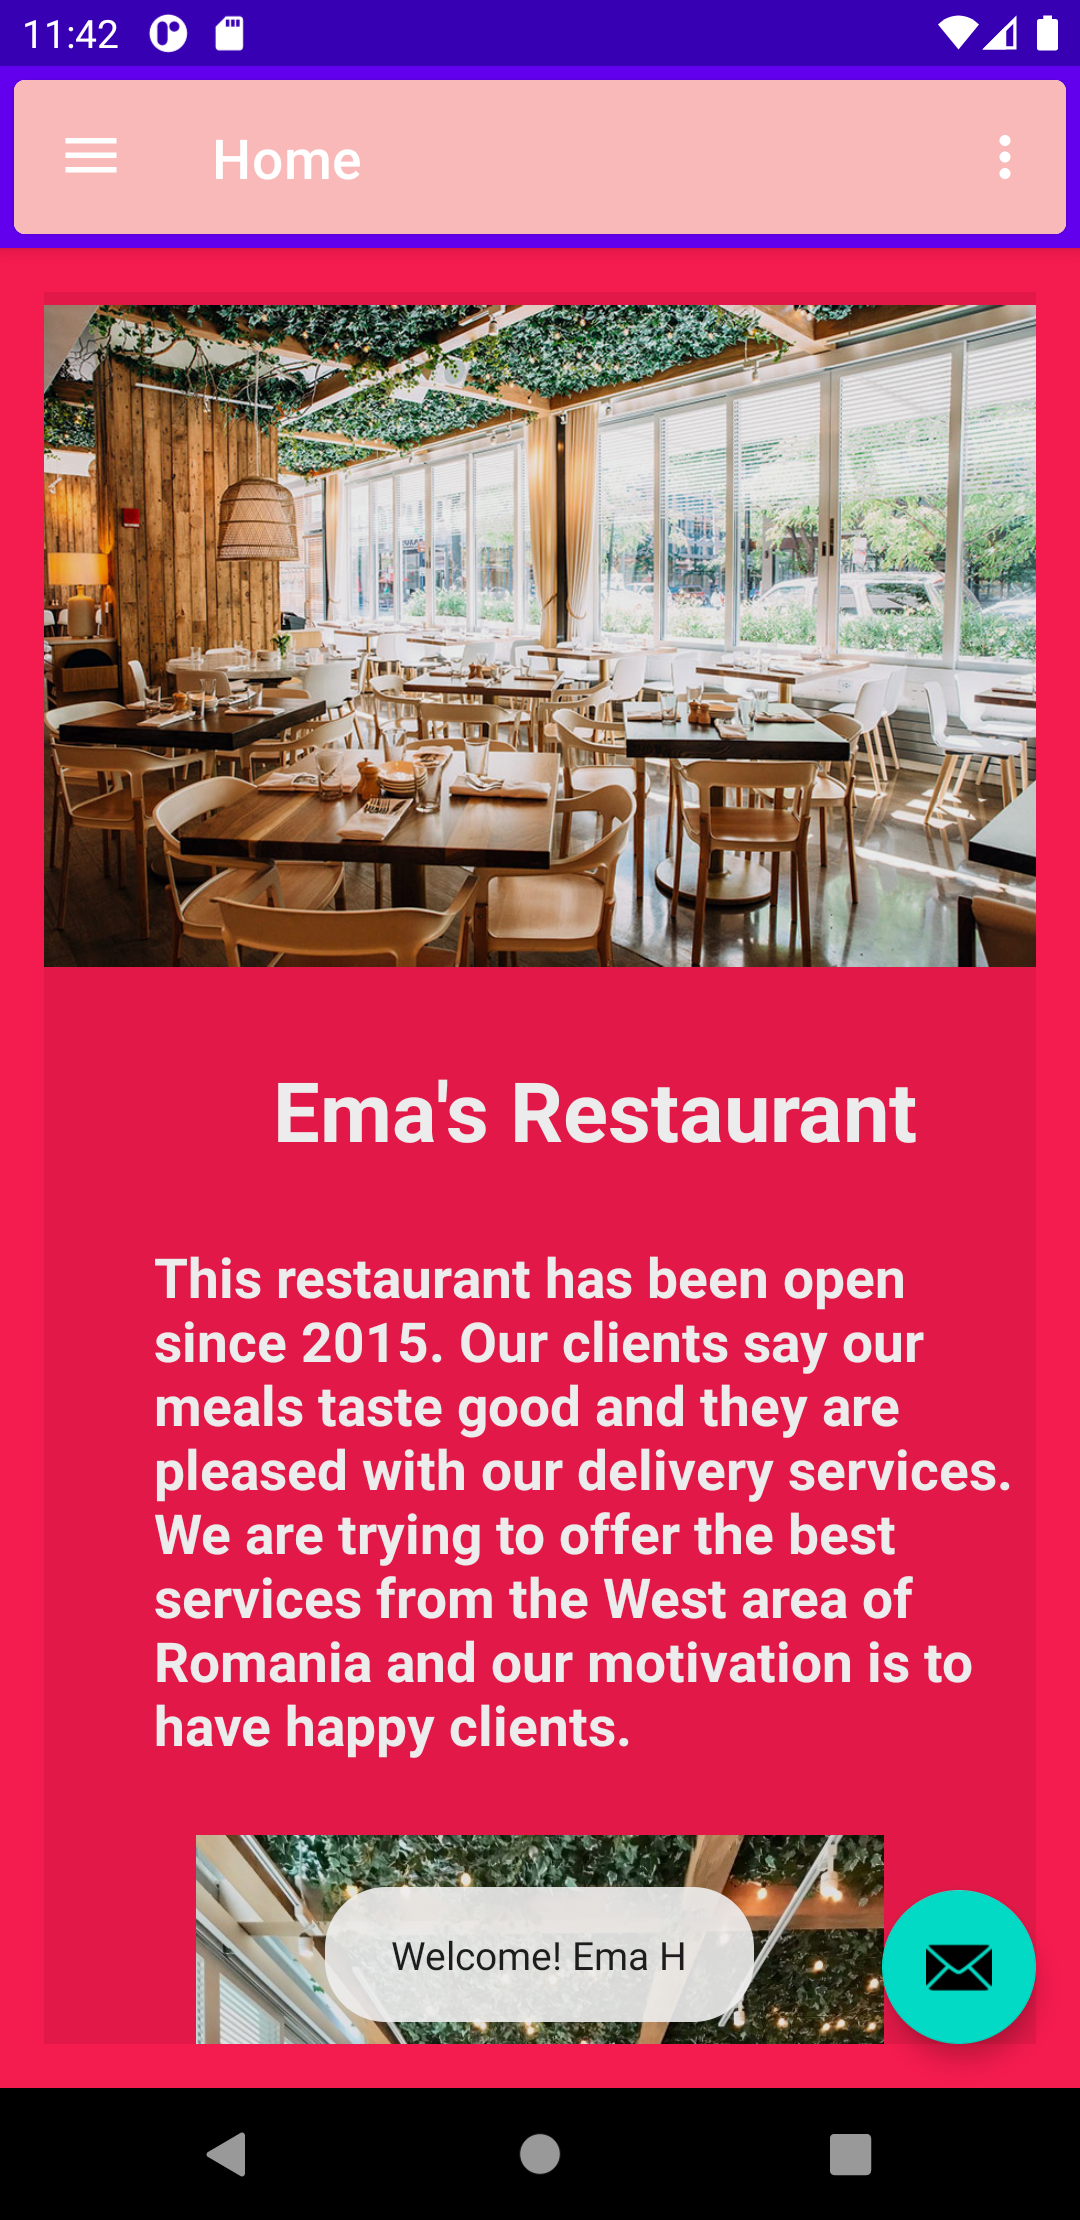 11:42
Home
Ema's Restaurant
This restaurant has been open
since 2015. Our clients say our
meals taste good and they are
pleased with our delivery services.
We are trying to offer the best
services from the West area of
Romania and our motivation is to
have happy clients.
Welcome! Ema H